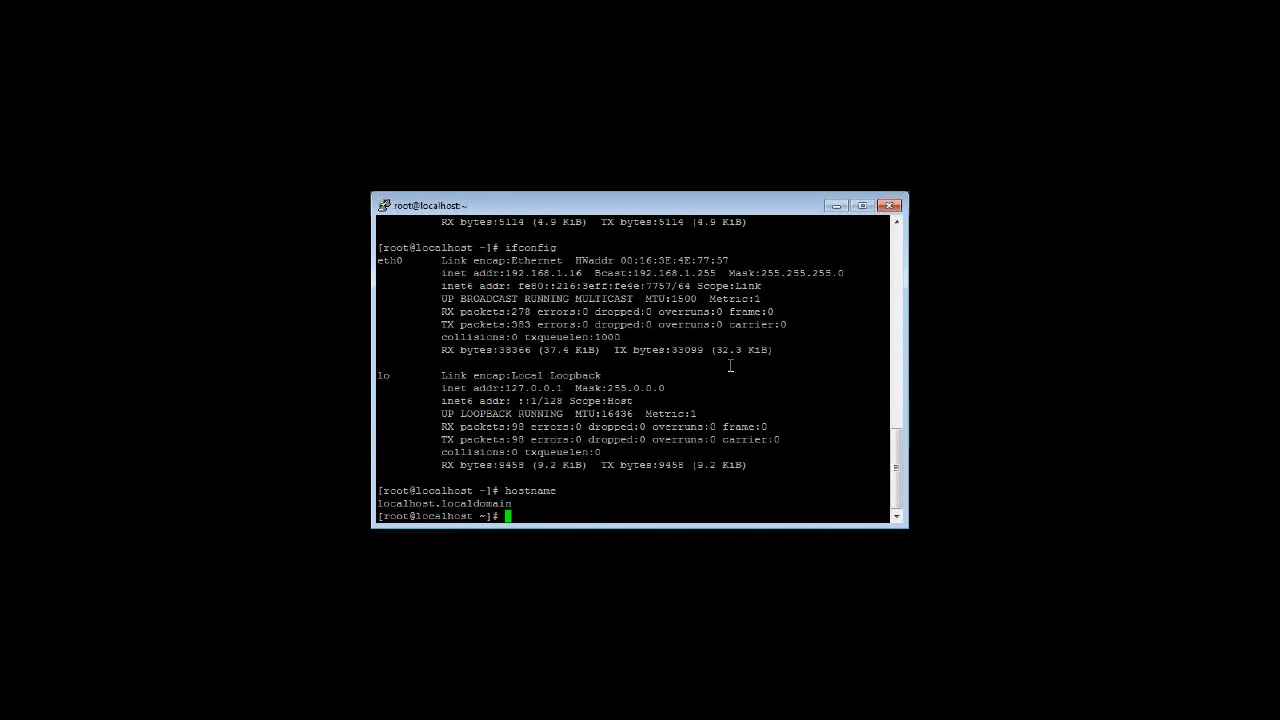 root@localhost:~
RX bytes:5114 (4.9 KiB)  TX bytes:5114 (4.9 KiB)
[root@localhost ~]# ifconfig
eth0      Link encap:Ethernet  HWaddr 00:16:3E:4E:77:57
inet addr:192.168.1.16  Bcast:192.168.1.255  Mask:255.255.255.0
inet6 addr: fe80::216:3eff:fe4e:7757/64 Scope:Link
UP BROADCAST RUNNING MULTICAST  MTU:1500  Metric:1
RX packets:278 errors:0 dropped:0 overruns:0 frame:0
TX packets:383 errors:0 dropped:0 overruns:0 carrier:0
collisions:0 txqueuelen:1000
RX bytes:38366 (37.4 KiB)  TX bytes:33099 (32.3 KiB)
lo        Link encap:Local Loopback
inet addr:127.0.0.1  Mask:255.0.0.0
inet6 addr: ::1/128 Scope:Host
UP LOOPBACK RUNNING  MTU:16436  Metric:1
RX packets:98 errors:0 dropped:0 overruns:0 frame:0
TX packets:98 errors:0 dropped:0 overruns:0 carrier:0
collisions:0 txqueuelen:0
RX bytes:9458 (9.2 KiB)  TX bytes:9458 (9.2 KiB)
[root@localhost ~]# hostname
localhost.localdomain
[root@localhost ~]#